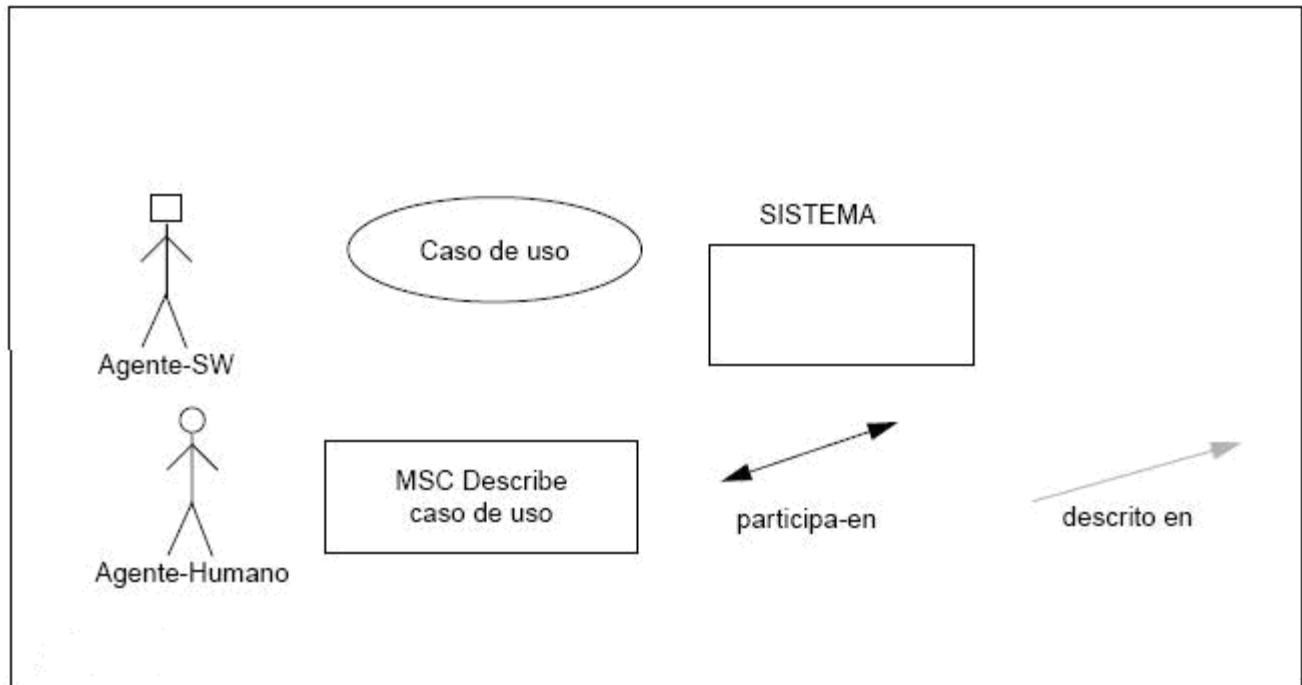 Caso de uso
SISTEMA
Agente-SW
MSC Describe
caso de uso
participa-en
descrito en
Agente-Humano